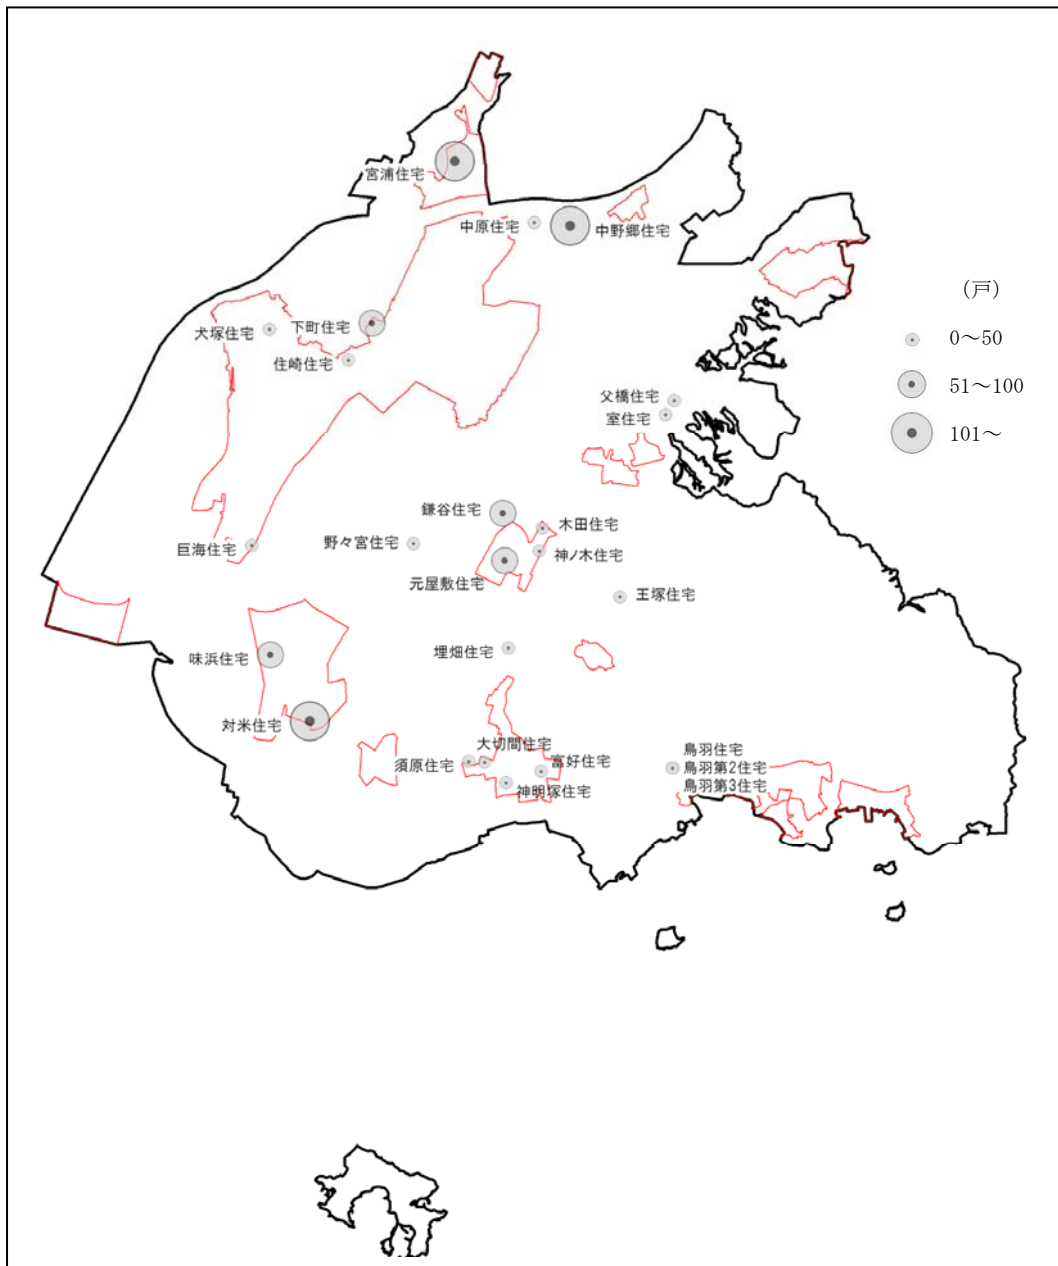 宮浦住宅
中原住宅
中野郷住宅
(戸)
犬塚住宅
下町住宅
0～50
住崎住宅
51～100
父橋住宅
室住宅
101～
鎌谷住宅
木田住宅
巨海住宅
野々宮住宅
神ノ木住宅
元屋敷住宅
王塚住宅
味浜住宅
埋畑住宅
対米住宅
大切間住宅
須原住宅
富好住宅
神明塚住宅
鳥羽住宅
鳥羽第2住宅
鳥羽第3住宅